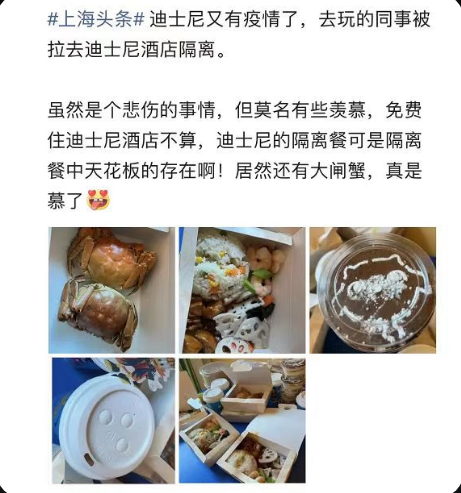 #上海头条# 迪士尼又有疫情了，去玩的同事被
拉去迪士尼酒店隔离。
虽然是个悲伤的事情，但莫名有些羡慕，免费
住迪士尼酒店不算，迪士尼的隔离餐可是隔离
餐中天花板的存在啊！居然还有大闸蟹，真是
慕了😍